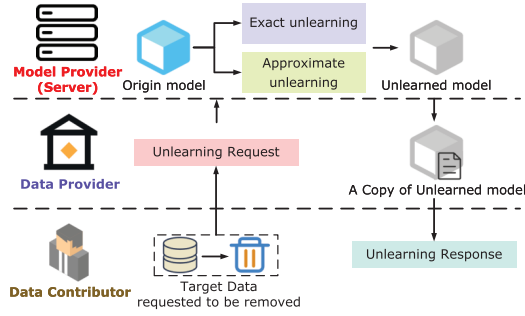 Exact unlearning
Approximate
unlearning
Model Provider
(Server)
Origin model
Unlearned model
Unlearning Request
Data Provider
A Copy of Unlearned model
Unlearning Response
Target Data
requested to be removed
Data Contributor